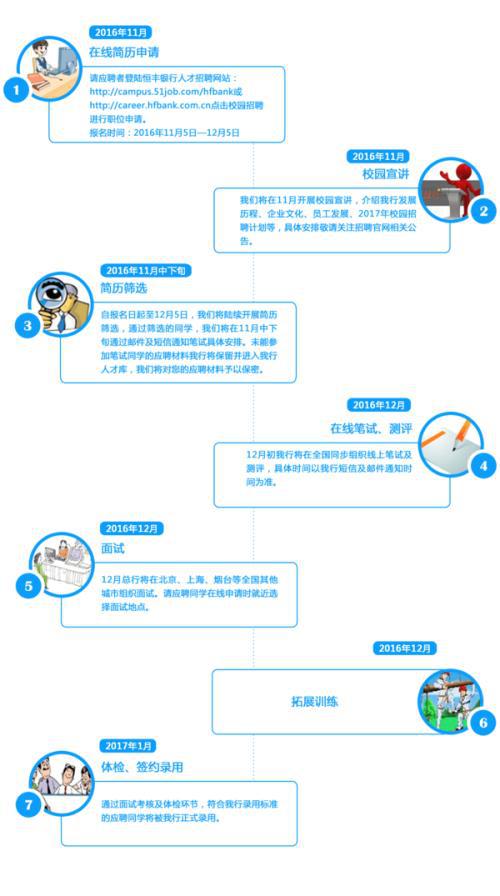 2016年11月
在线简历申请
1
请应聘者登陆恒丰银行人才招聘网站：
http://campus.51job.com/hfbank或
http://career.hfbank.com.cn点击校园招聘
进行职位申请。
报名时间：2016年11月5日—12月5日
2016年11月
校园宣讲
我们将在11月开展校园宣讲，介绍我行发展
历程、企业文化、员工发展、2017年校园招
聘计划等，具体安排敬请关注招聘官网相关公
告。
2
2016年11月中下旬
简历筛选
3
自报名日起至12月5日，我们将陆续开展简历
筛选，通过筛选的同学，我们将在11月中下
旬通过邮件及短信通知笔试具体安排。未能参
加笔试同学的应聘材料我行将保留并进入我行
人才库，我们将对您的应聘材料予以保密。
2016年12月
在线笔试、测评
12月初我行将在全国同步组织线上笔试及
测评，具体时间以我行短信及邮件通知时
间为准。
4
2016年12月
面试
5
12月总行将在北京、上海、烟台等全国其他
城市组织面试。请应聘同学在线申请时就近选
择面试地点。
2016年12月
拓展训练
6
2017年1月
体检、签约录用
7
通过面试考核及体检环节，符合我行录用标准
的应聘同学将被我行正式录用。